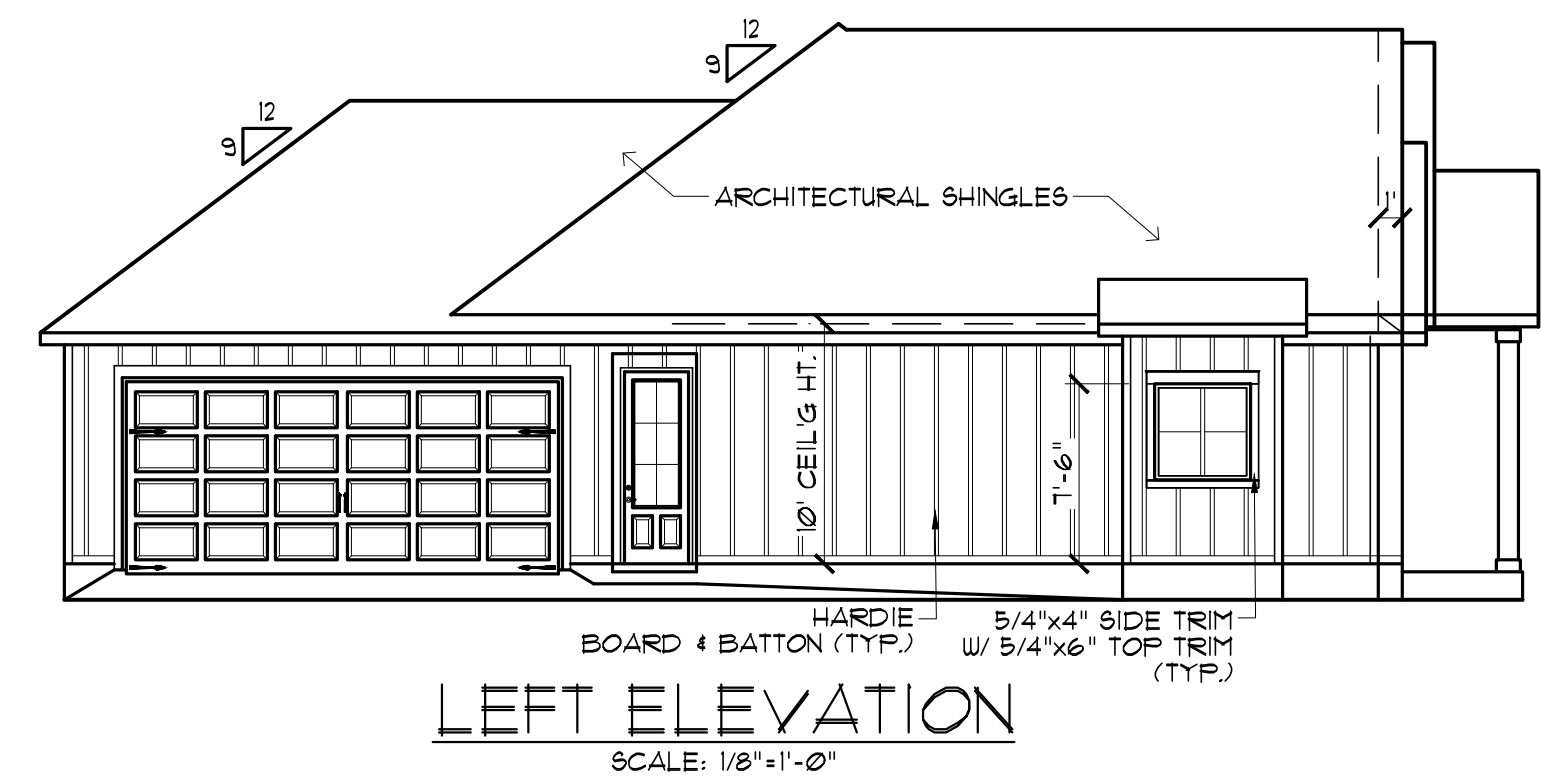 12
9
12
9
ARCHITECTURAL SHINGLES
1'
10' CEIL'G HT.
7'-6"
HARDIE
BOARD & BATTON (TYP.)
5/4"x4" SIDE TRIM
W/ 5/4"x6" TOP TRIM
(TYP.)
LEFT ELEVATION
SCALE: 1/8"=1'-0"